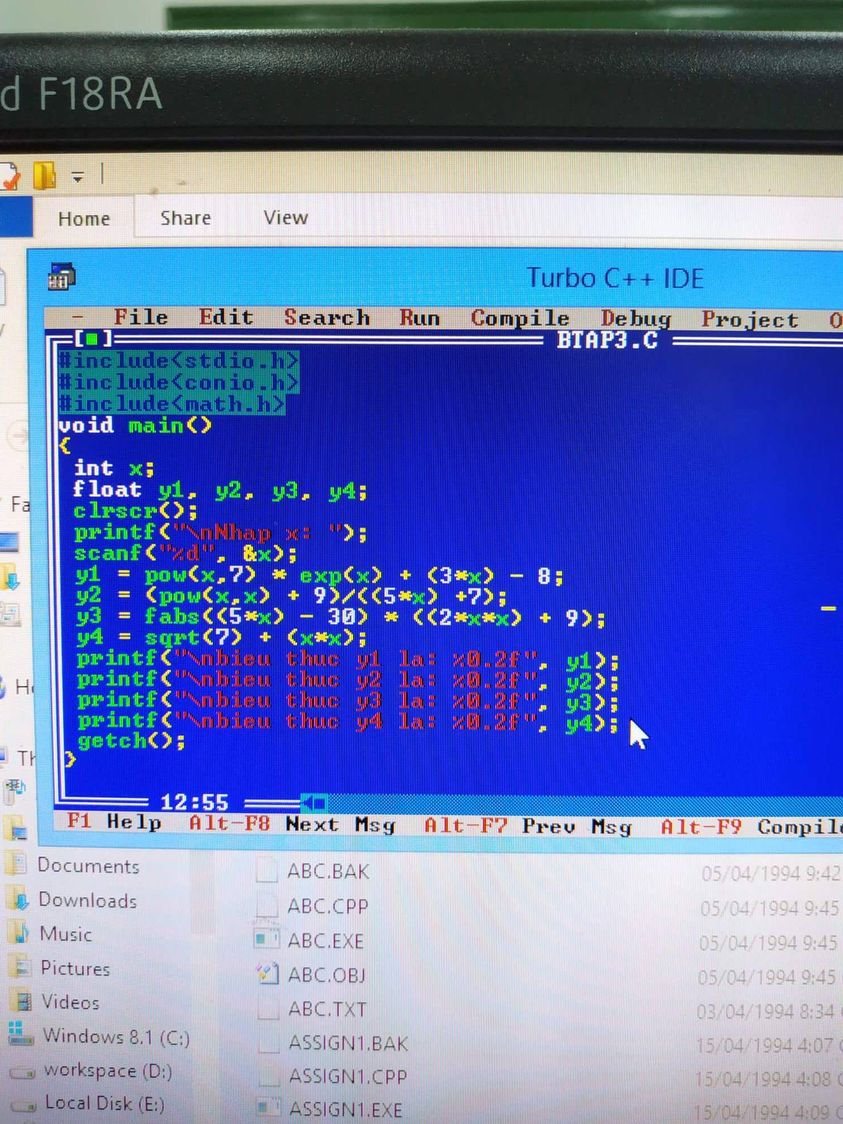 d F18RA
Home Share View
Turbo C++ IDE
- File Edit Search Run Compile Debug Project O
[■] BTAP3.C
#include<stdio.h>
#include<conio.h>
#include<math.h>
void main()
{
int x;
float y1, y2, y3, y4;
clrscr();
printf("\nNhap x: ");
scanf("%d", &x);
y1 = pow(x,7) * exp(x) + (3*x) - 8;
y2 = (pow(x,x) + 9)/((5*x) +7);
y3 = fabs((5*x) - 30) * ((2*x*x) + 9);
y4 = sqrt(7) + (x*x);
printf("\nbieu thuc y1 la: %0.2f", y1);
printf("\nbieu thuc y2 la: %0.2f", y2);
printf("\nbieu thuc y3 la: %0.2f", y3);
printf("\nbieu thuc y4 la: %0.2f", y4);
getch();
}
12:55
F1 Help Alt-F8 Next Msg Alt-F7 Prev Msg Alt-F9 Compile
Fa
Ho
Th
Documents
Downloads
Music
Pictures
Videos
Windows 8.1 (C:)
workspace (D:)
Local Disk (E:)
ABC.BAK 05/04/1994 9:42
ABC.CPP 05/04/1994 9:45
ABC.EXE 05/04/1994 9:45
ABC.OBJ 05/04/1994 9:45
ABC.TXT 03/04/1994 8:34
ASSIGN1.BAK 15/04/1994 4:07
ASSIGN1.CPP 15/04/1994 4:08
ASSIGN1.EXE 15/04/1994 4:09